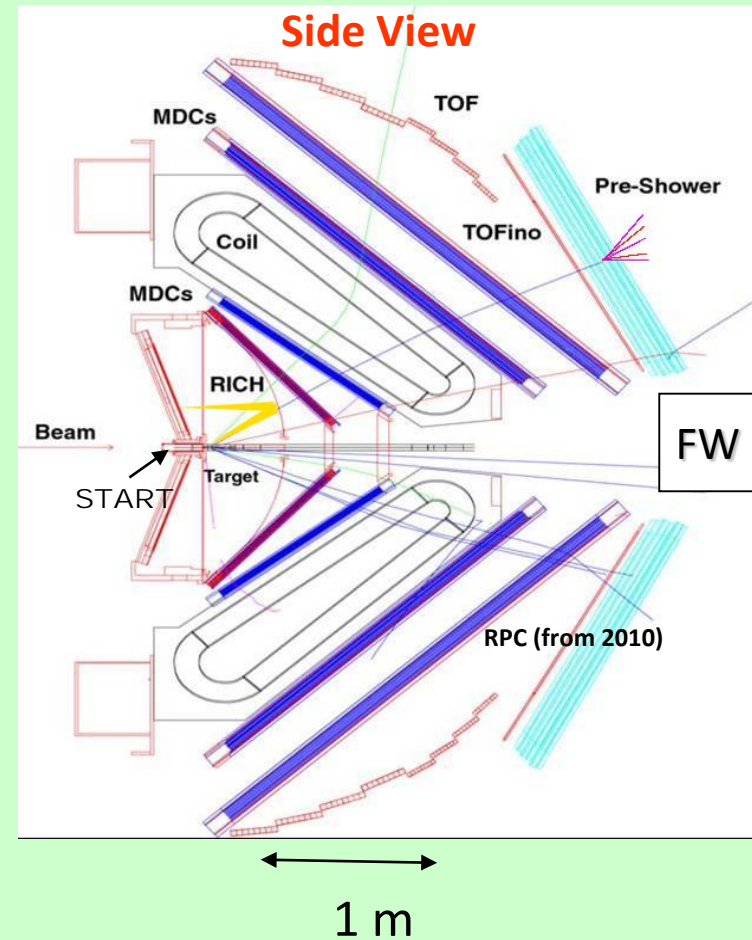 Side View
TOF
MDCs
Pre-Shower
TOFino
Coil
MDCs
RICH
Beam
FW
Target
START
RPC (from 2010)
1 m